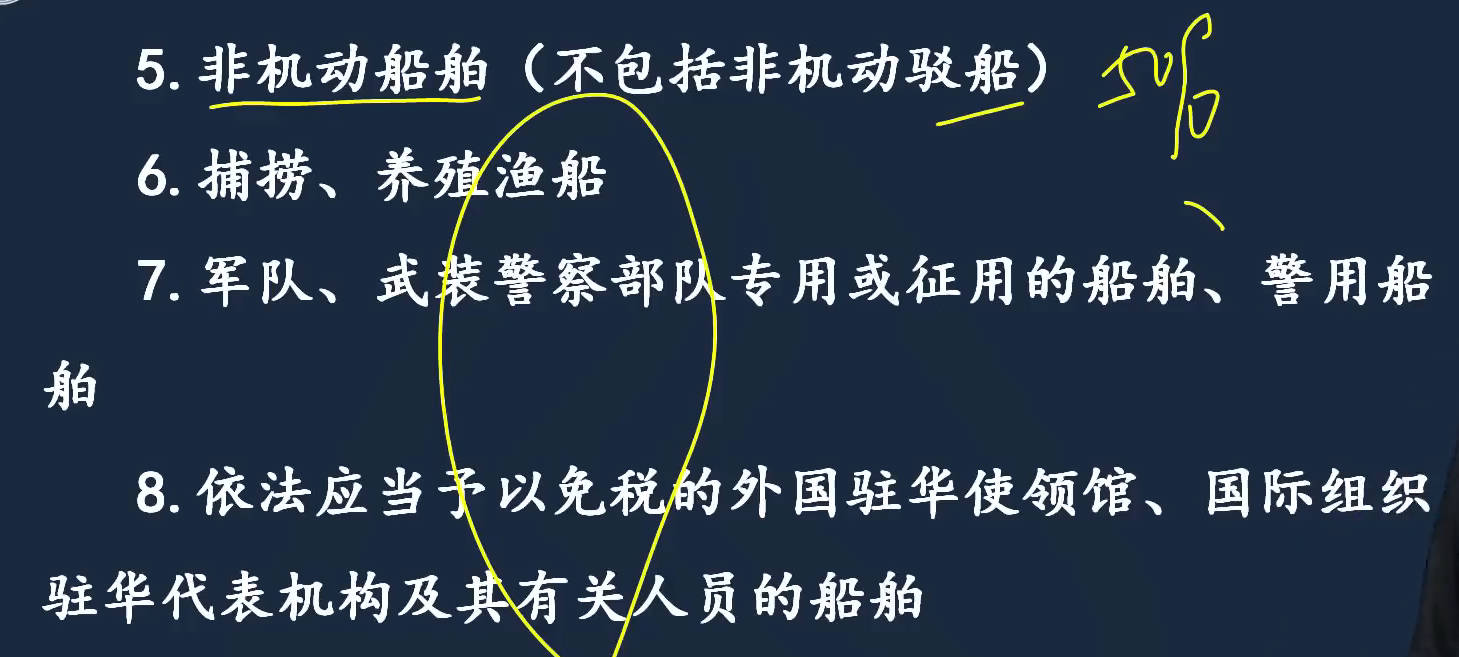 5. 非机动船舶（不包括非机动驳船） 50%
6. 捕捞、养殖渔船
7. 军队、武装警察部队专用或征用的船舶、警用船
舶
8. 依法应当予以免税的外国驻华使领馆、国际组织
驻华代表机构及其有关人员的船舶